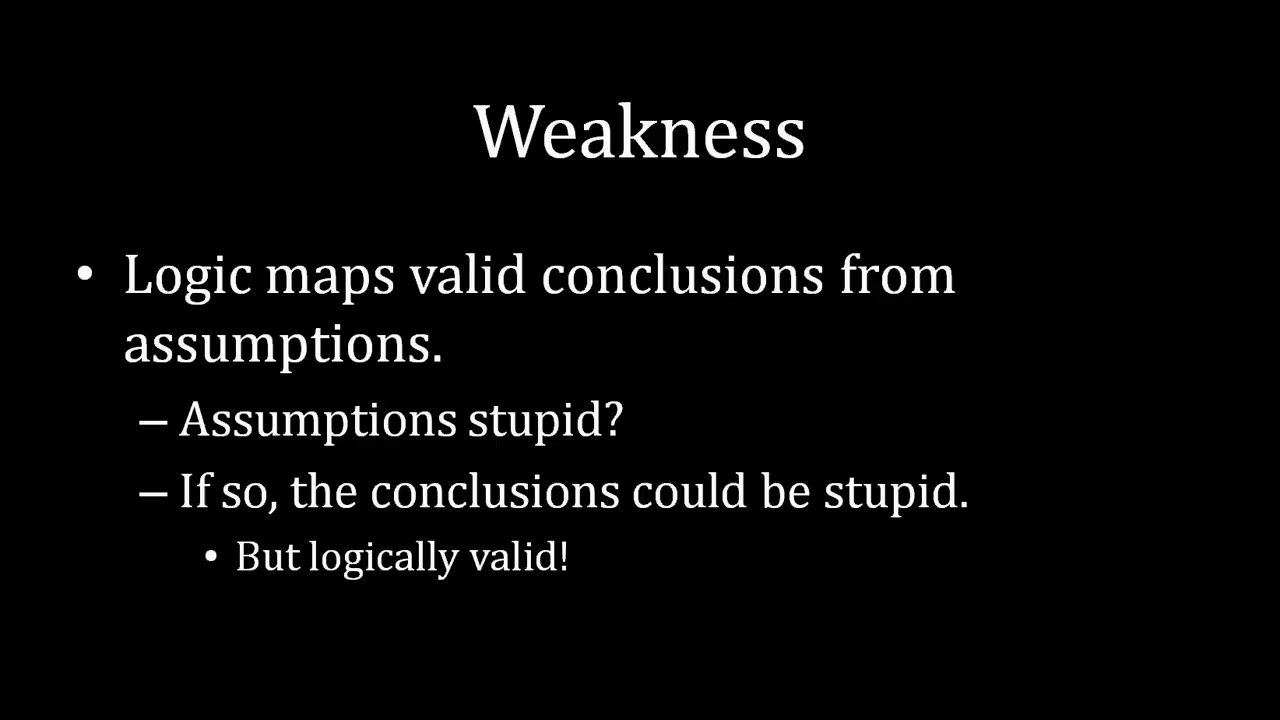 Weakness
• Logic maps valid conclusions from
assumptions.
– Assumptions stupid?
– If so, the conclusions could be stupid.
• But logically valid!